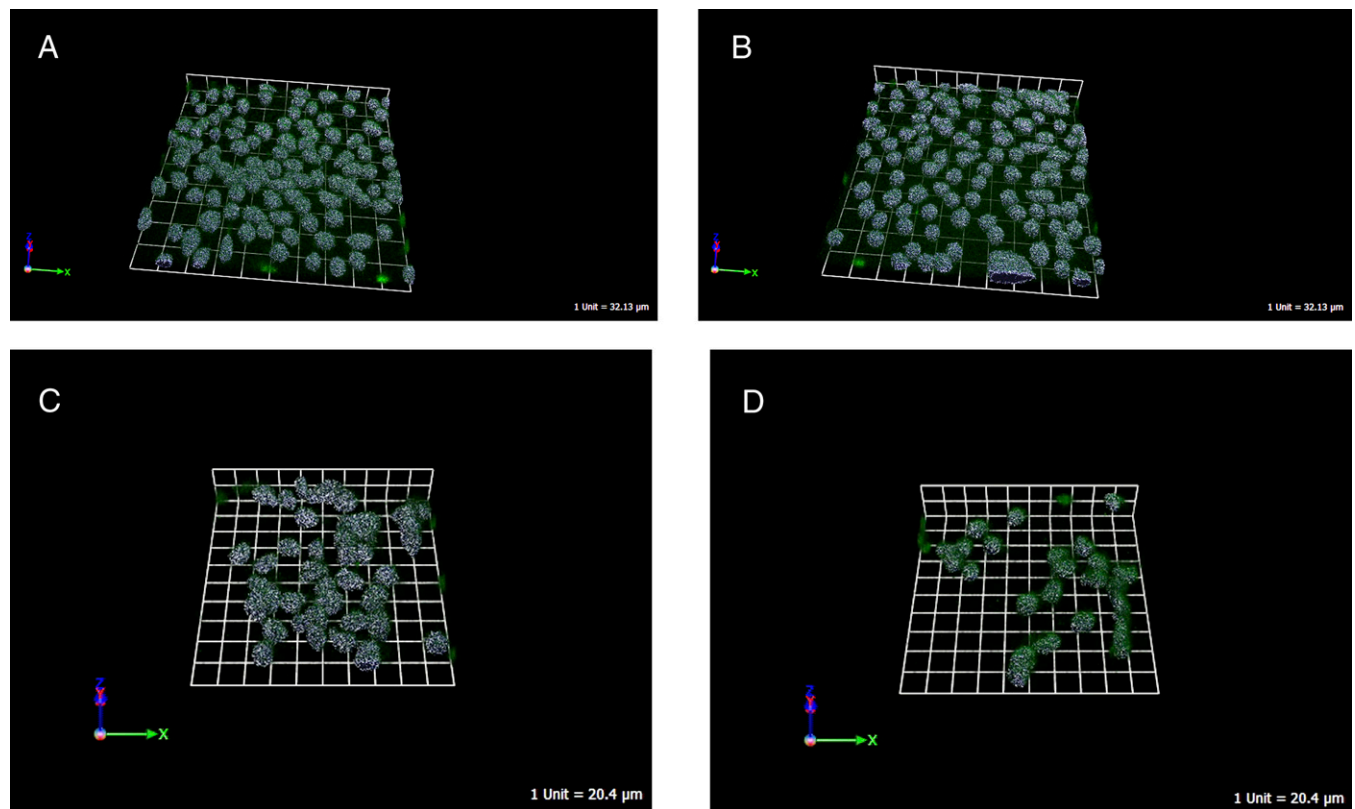 A
B
Z
Y
X
1 Unit = 32.13 µm
Z
Y
X
1 Unit = 32.13 µm
C
D
Z
Y
X
1 Unit = 20.4 µm
Z
Y
X
1 Unit = 20.4 µm